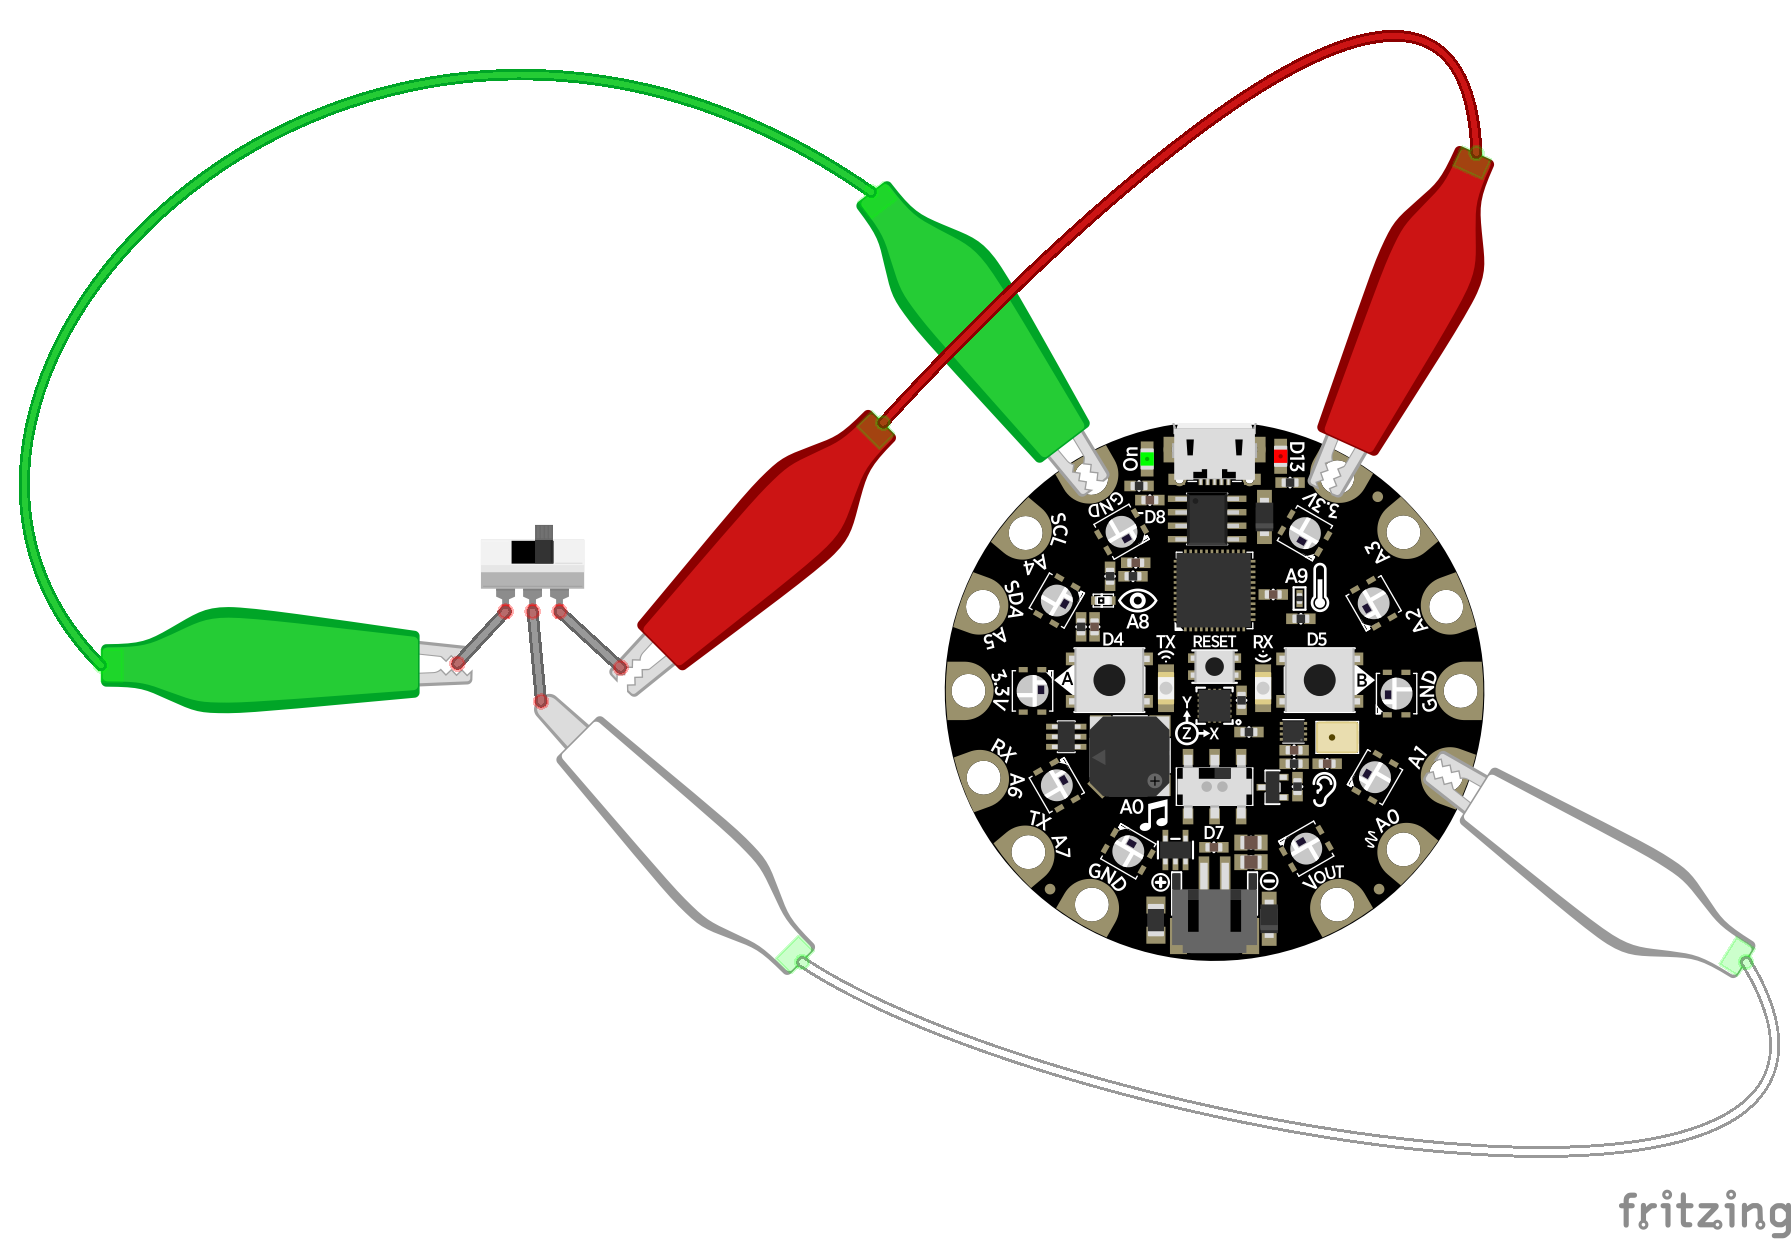 On
D13
GND
D8
3.3V
SCL
A4
A3
SDA
A5
A9
A8
A2
D4
TX
RESET
RX
D5
3.3V
A
B
GND
Y
Z
X
RX
A6
A1
TX
A7
A0
A0
D7
GND
VOUT
fritzing